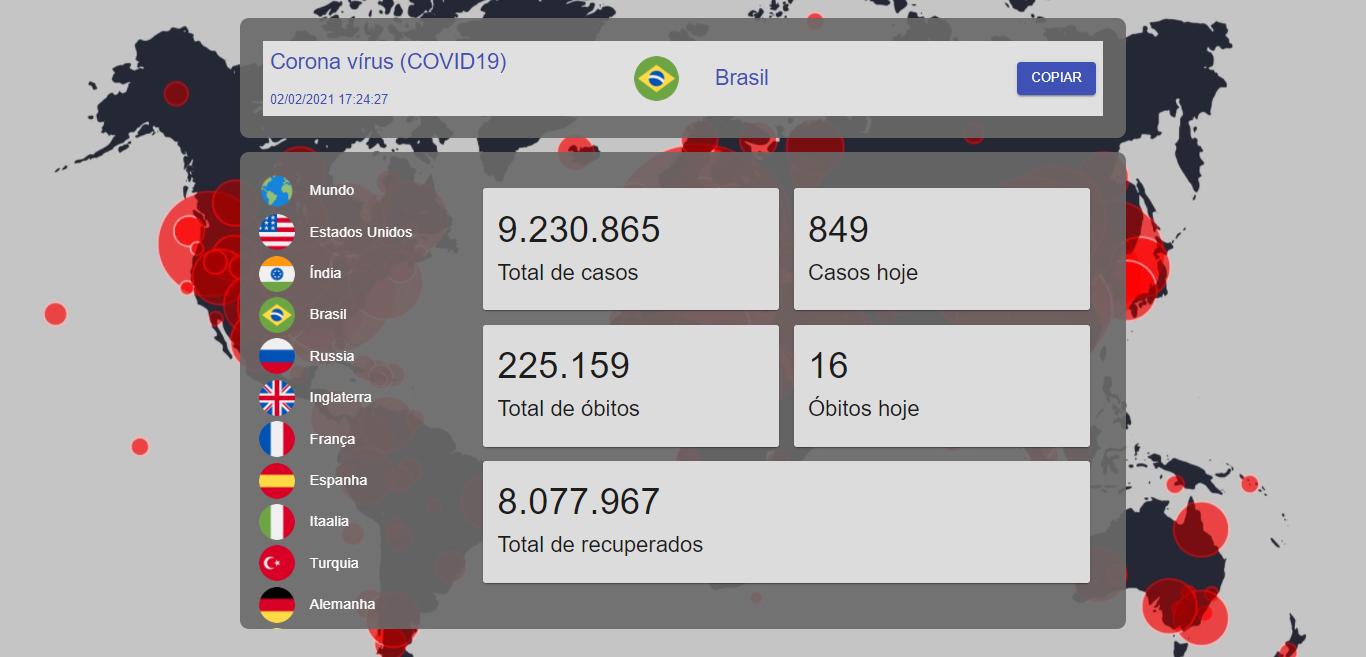 Corona vírus (COVID19)
02/02/2021 17:24:27
Brasil
COPIAR
Mundo
Estados Unidos
Índia
Brasil
Russia
Inglaterra
França
Espanha
Itaalia
Turquia
Alemanha
9.230.865
Total de casos
849
Casos hoje
225.159
Total de óbitos
16
Óbitos hoje
8.077.967
Total de recuperados